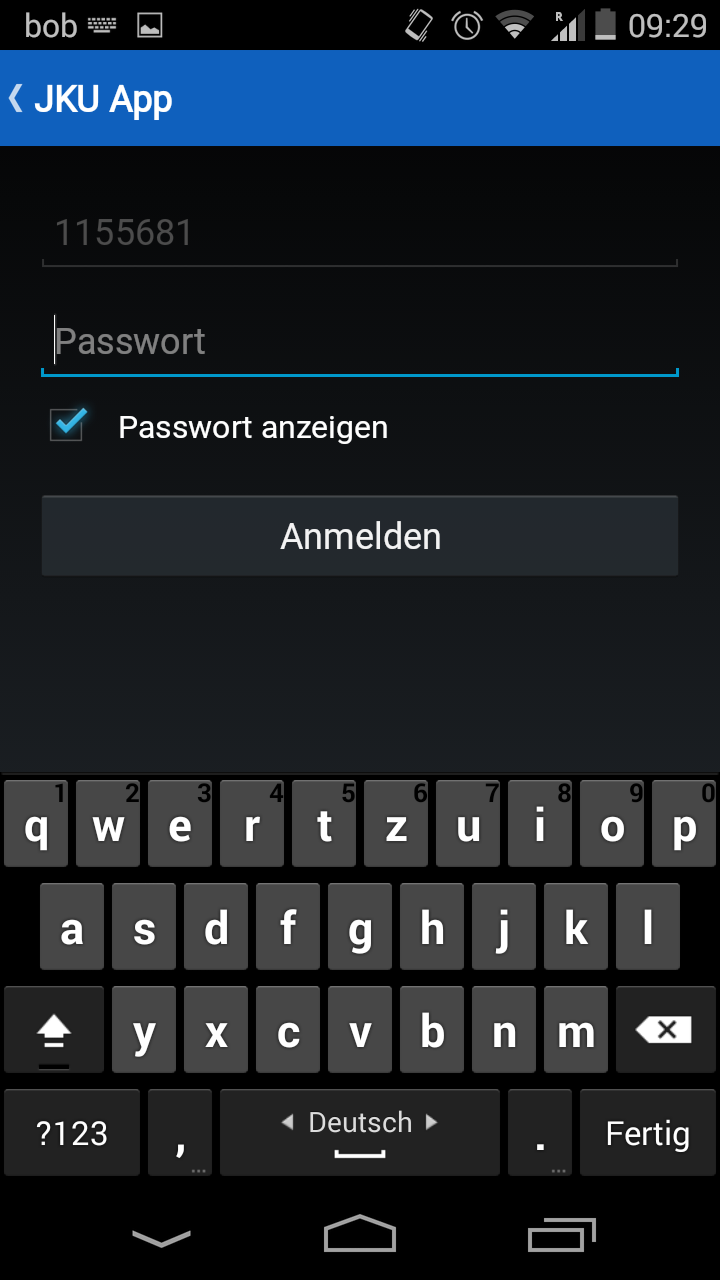 bob R 09:29
JKU App
1155681
Passwort
Passwort anzeigen
Anmelden
1 2 3 4 5 6 7 8 9 0
q w e r t z u i o p
a s d f g h j k l
y x c v b n m
?123 , ... Deutsch . ... Fertig